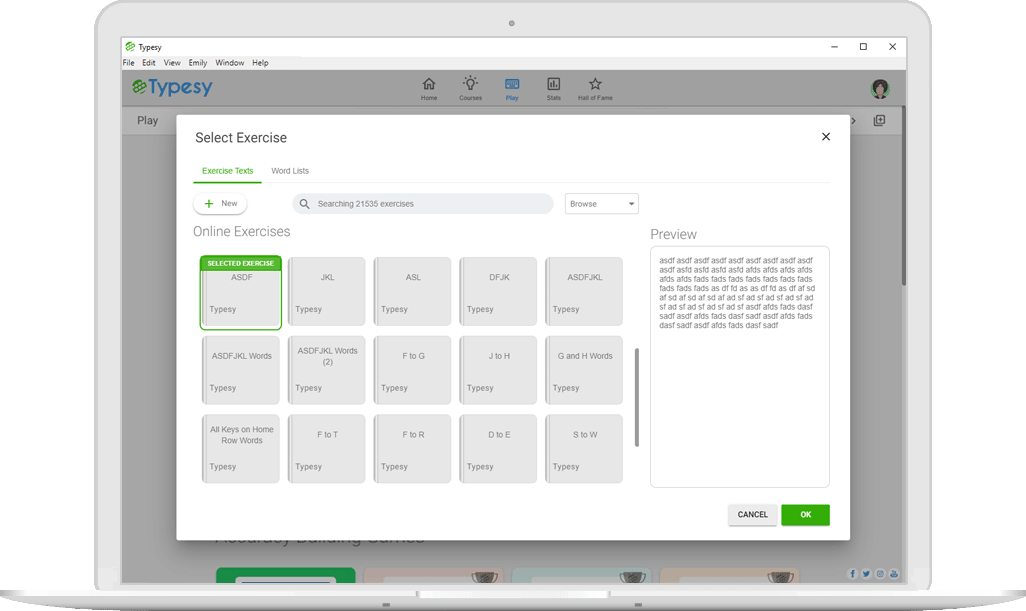 Typesy
File Edit View Emily Window Help
Typesy
Home Courses Play Stats Hall of Fame
Play
Select Exercise
Exercise Texts Word Lists
New
Searching 21535 exercises
Browse
Online Exercises
SELECTED EXERCISE
ASDF
Typesy
JKL
Typesy
ASL
Typesy
DFJK
Typesy
ASDFJKL
Typesy
ASDFJKL Words
Typesy
ASDFJKL Words
(2)
Typesy
F to G
Typesy
J to H
Typesy
G and H Words
Typesy
All Keys on Home
Row Words
Typesy
F to T
Typesy
F to R
Typesy
D to E
Typesy
S to W
Typesy
Preview
asdf asdf asdf asdf asdf asdf asdf asdf asdf
asdf asfd asfd asfd asfd afds afds afds afds
afds afds fads fads fads fads fads fads fads
fads fads fads as df fd as as df fd as df af sd
af sd af sd af sd af ad sf ad sf ad sf ad sf ad
sf ad sf ad sf ad sf ad sf asdf afds fads dasf
sadf asdf afds fads dasf sadf asdf afds fads
dasf sadf asdf afds fads dasf sadf
CANCEL OK
Accuracy Building Games